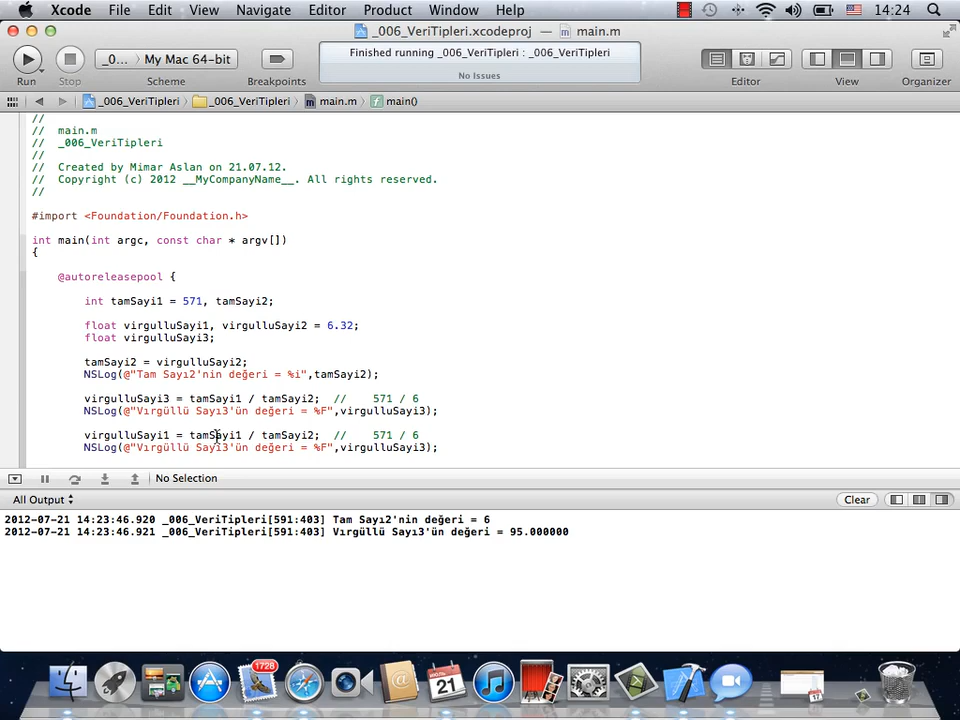 Xcode File Edit View Navigate Editor Product Window Help 14:24
_006_VeriTipleri.xcodeproj — main.m
Finished running _006_VeriTipleri : _006_VeriTipleri
No Issues
_0... My Mac 64-bit
Run Stop Scheme Breakpoints Editor View Organizer
_006_VeriTipleri _006_VeriTipleri main.m main()
//
// main.m
// _006_VeriTipleri
//
// Created by Mimar Aslan on 21.07.12.
// Copyright (c) 2012 __MyCompanyName__. All rights reserved.
//
#import <Foundation/Foundation.h>
int main(int argc, const char * argv[])
{
@autoreleasepool {
int tamSayi1 = 571, tamSayi2;
float virgulluSayi1, virgulluSayi2 = 6.32;
float virgulluSayi3;
tamSayi2 = virgulluSayi2;
NSLog(@"Tam Sayı2'nin değeri = %i",tamSayi2);
virgulluSayi3 = tamSayi1 / tamSayi2; // 571 / 6
NSLog(@"Vırgüllü Sayı3'ün değeri = %F",virgulluSayi3);
virgulluSayi1 = tamSayi1 / tamSayi2; // 571 / 6
NSLog(@"Vırgüllü Sayı3'ün değeri = %F",virgulluSayi3);
No Selection
All Output Clear
2012-07-21 14:23:46.920 _006_VeriTipleri[591:403] Tam Sayı2'nin değeri = 6
2012-07-21 14:23:46.921 _006_VeriTipleri[591:403] Vırgüllü Sayı3'ün değeri = 95.000000
1728
21
17